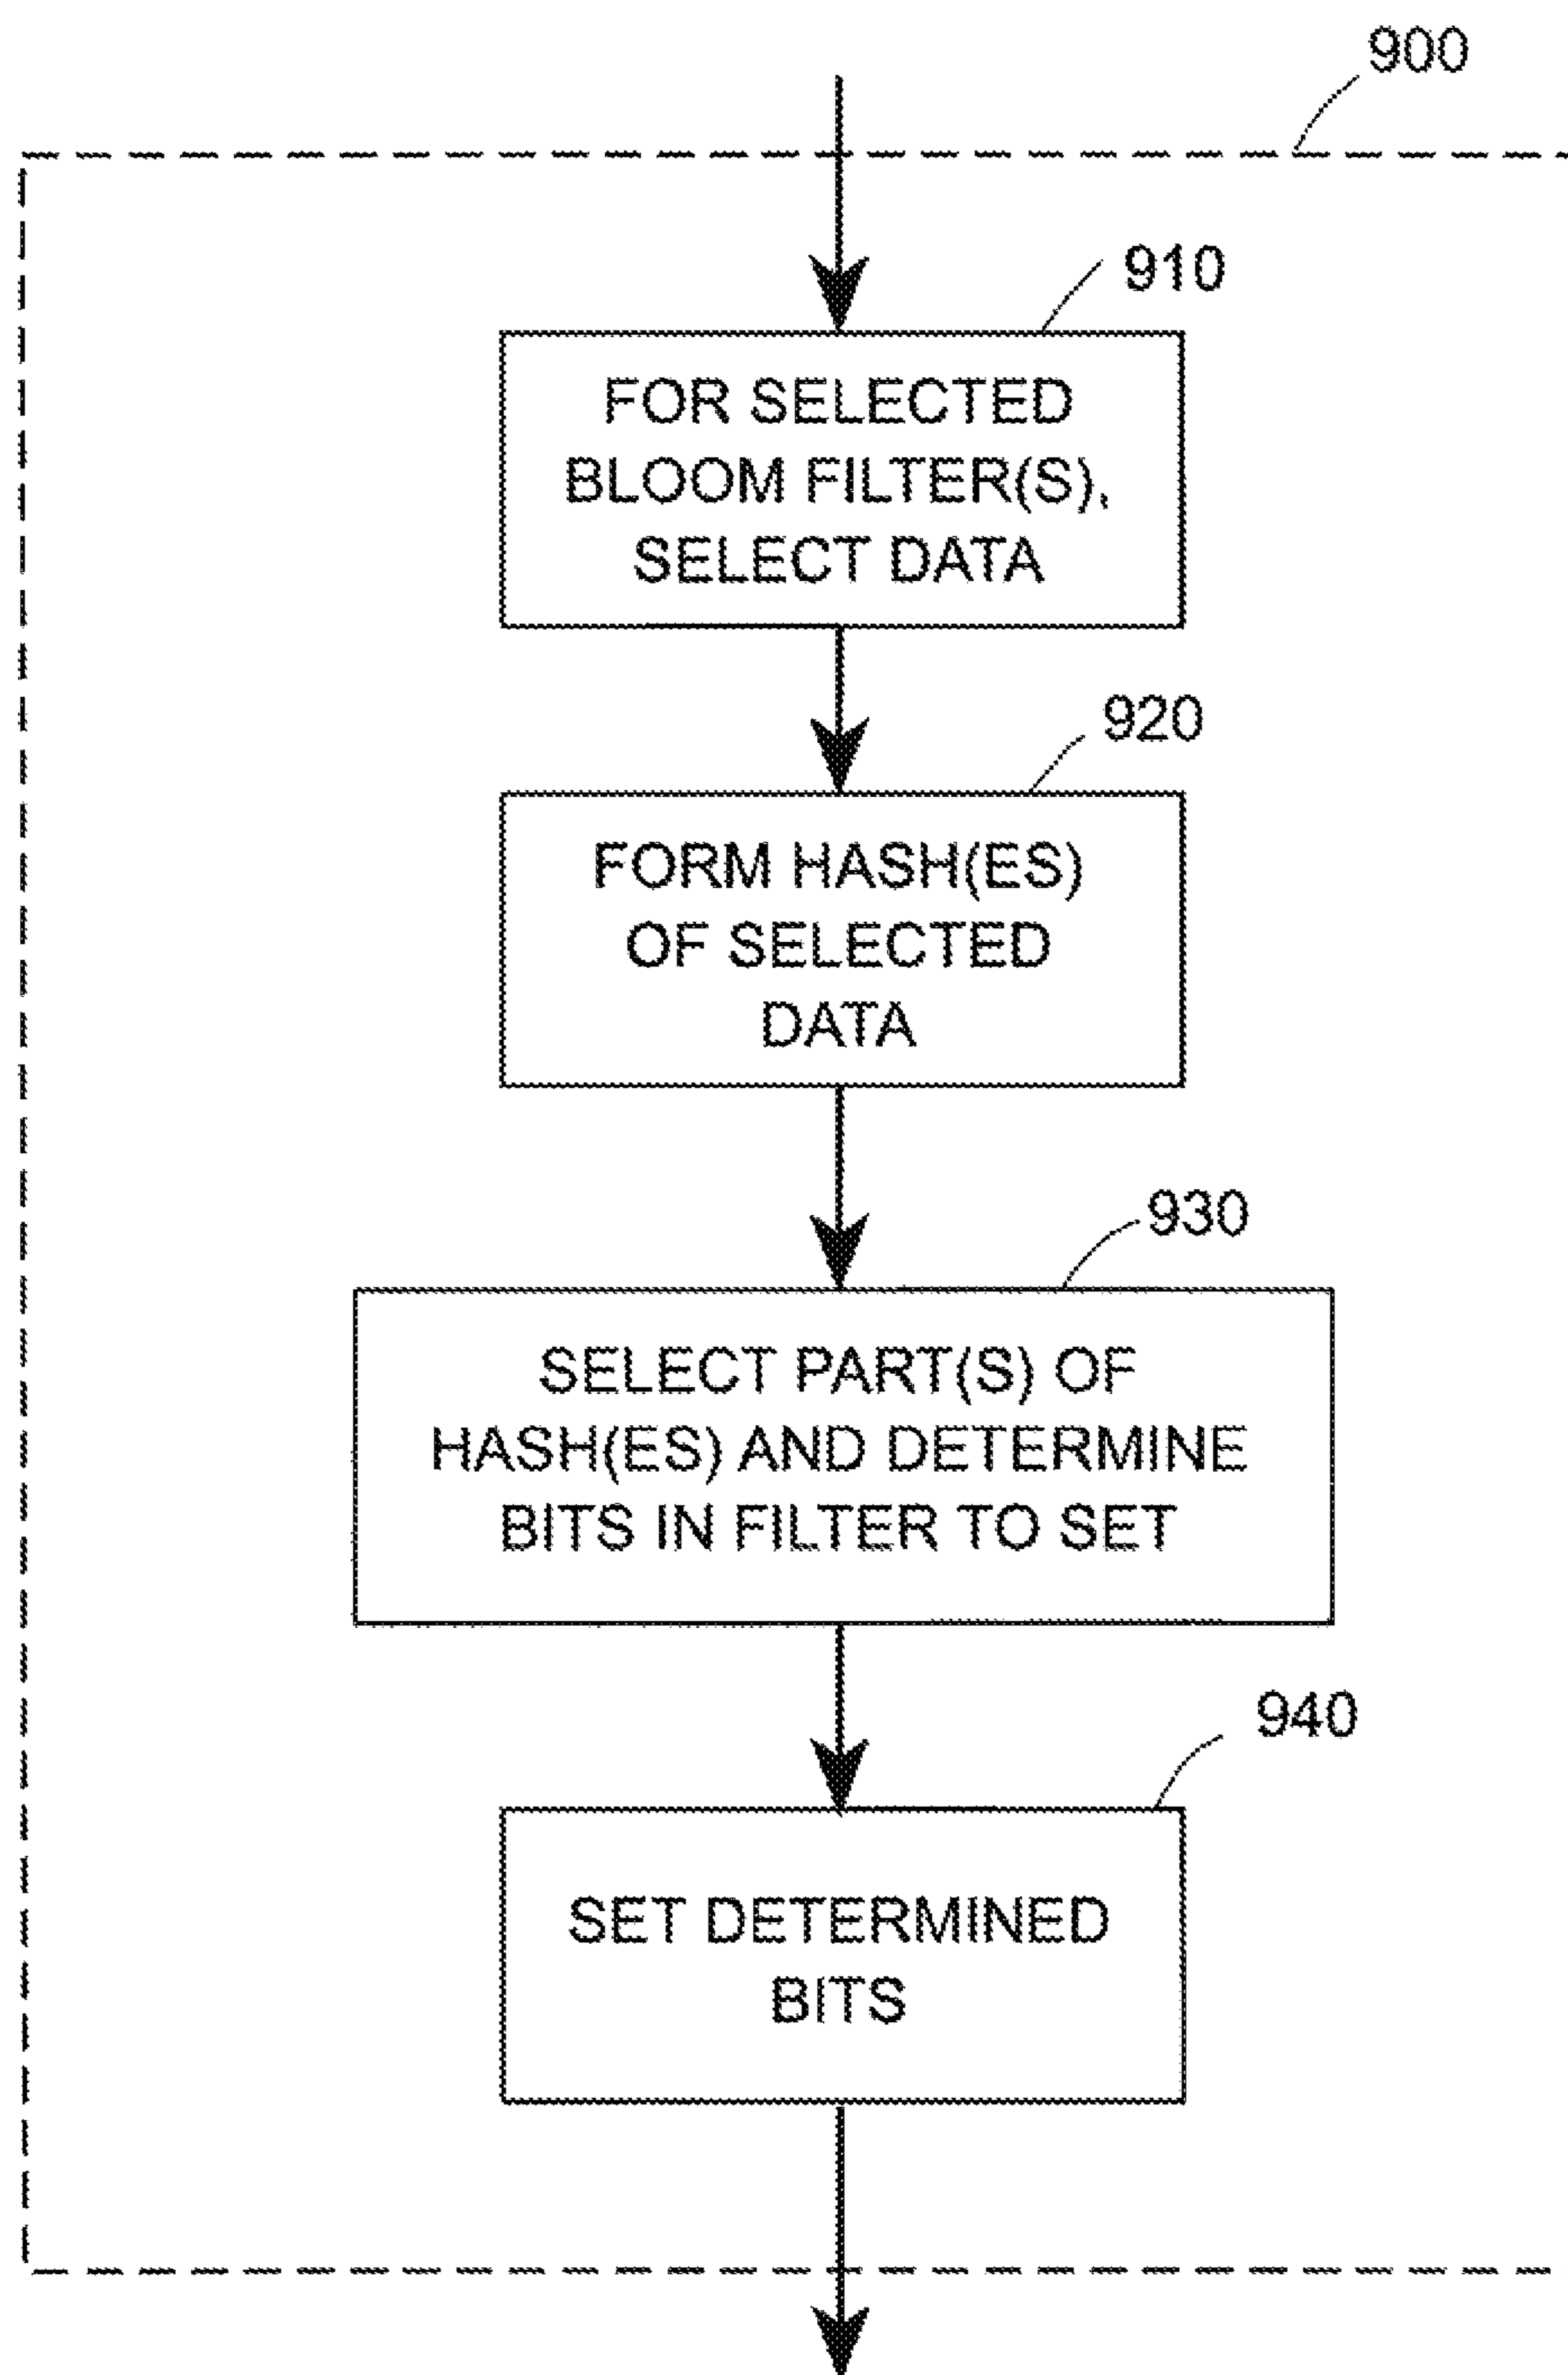 900
910
FOR SELECTED
BLOOM FILTER(S),
SELECT DATA
920
FORM HASH(ES)
OF SELECTED
DATA
930
SELECT PART(S) OF
HASH(ES) AND DETERMINE
BITS IN FILTER TO SET
940
SET DETERMINED
BITS